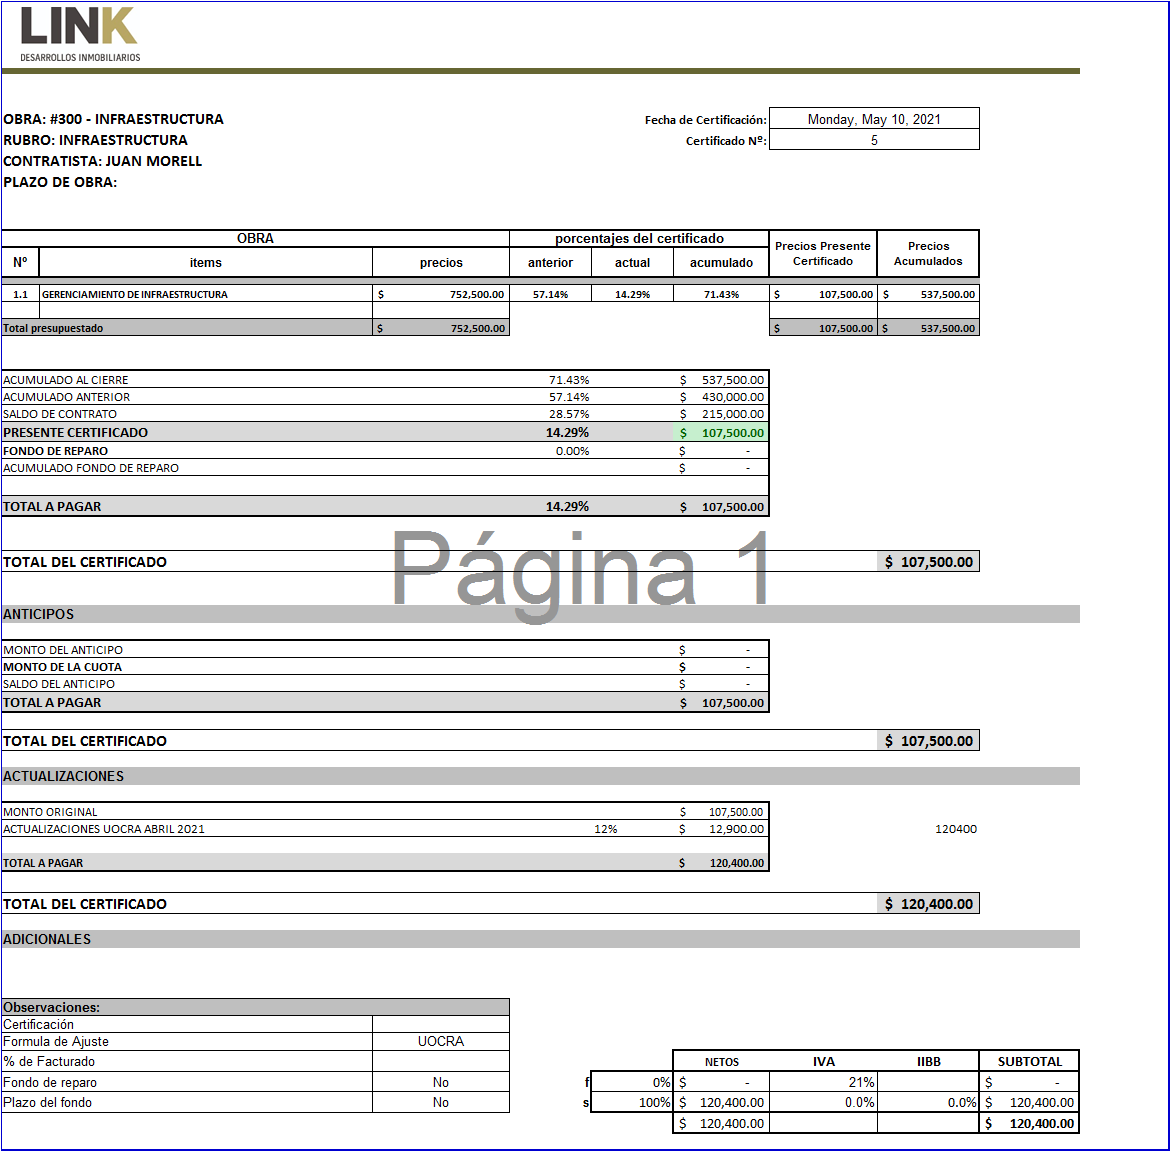 LINK
DESARROLLOS INMOBILIARIOS
OBRA: #300 - INFRAESTRUCTURA
Fecha de Certificación: Monday, May 10, 2021
RUBRO: INFRAESTRUCTURA
Certificado Nº: 5
CONTRATISTA: JUAN MORELL
PLAZO DE OBRA:
OBRA porcentajes del certificado Precios Presente Certificado Precios Acumulados
Nº items precios anterior actual acumulado
1.1 GERENCIAMIENTO DE INFRAESTRUCTURA $ 752,500.00 57.14% 14.29% 71.43% $ 107,500.00 $ 537,500.00
Total presupuestado $ 752,500.00 $ 107,500.00 $ 537,500.00
ACUMULADO AL CIERRE 71.43% $ 537,500.00
ACUMULADO ANTERIOR 57.14% $ 430,000.00
SALDO DE CONTRATO 28.57% $ 215,000.00
PRESENTE CERTIFICADO 14.29% $ 107,500.00
FONDO DE REPARO 0.00% $ -
ACUMULADO FONDO DE REPARO $ -
TOTAL A PAGAR 14.29% $ 107,500.00
Página 1
TOTAL DEL CERTIFICADO $ 107,500.00
ANTICIPOS
MONTO DEL ANTICIPO $ -
MONTO DE LA CUOTA $ -
SALDO DEL ANTICIPO $ -
TOTAL A PAGAR $ 107,500.00
TOTAL DEL CERTIFICADO $ 107,500.00
ACTUALIZACIONES
MONTO ORIGINAL $ 107,500.00
ACTUALIZACIONES UOCRA ABRIL 2021 12% $ 12,900.00 120400
TOTAL A PAGAR $ 120,400.00
TOTAL DEL CERTIFICADO $ 120,400.00
ADICIONALES
Observaciones:
Certificación
Formula de Ajuste UOCRA
% de Facturado
Fondo de reparo No
Plazo del fondo No
NETOS IVA IIBB SUBTOTAL
f 0% $ - 21% $ -
s 100% $ 120,400.00 0.0% 0.0% $ 120,400.00
$ 120,400.00 $ 120,400.00